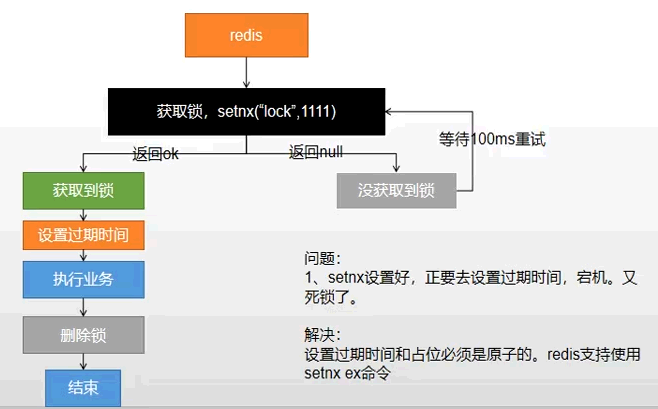 redis
获取锁，setnx(“lock”,1111)
等待100ms重试
返回ok
返回null
获取到锁
没获取到锁
设置过期时间
执行业务
删除锁
结束
问题：
1、setnx设置好，正要去设置过期时间，宕机。又
死锁了。
解决：
设置过期时间和占位必须是原子的。redis支持使用
setnx ex命令